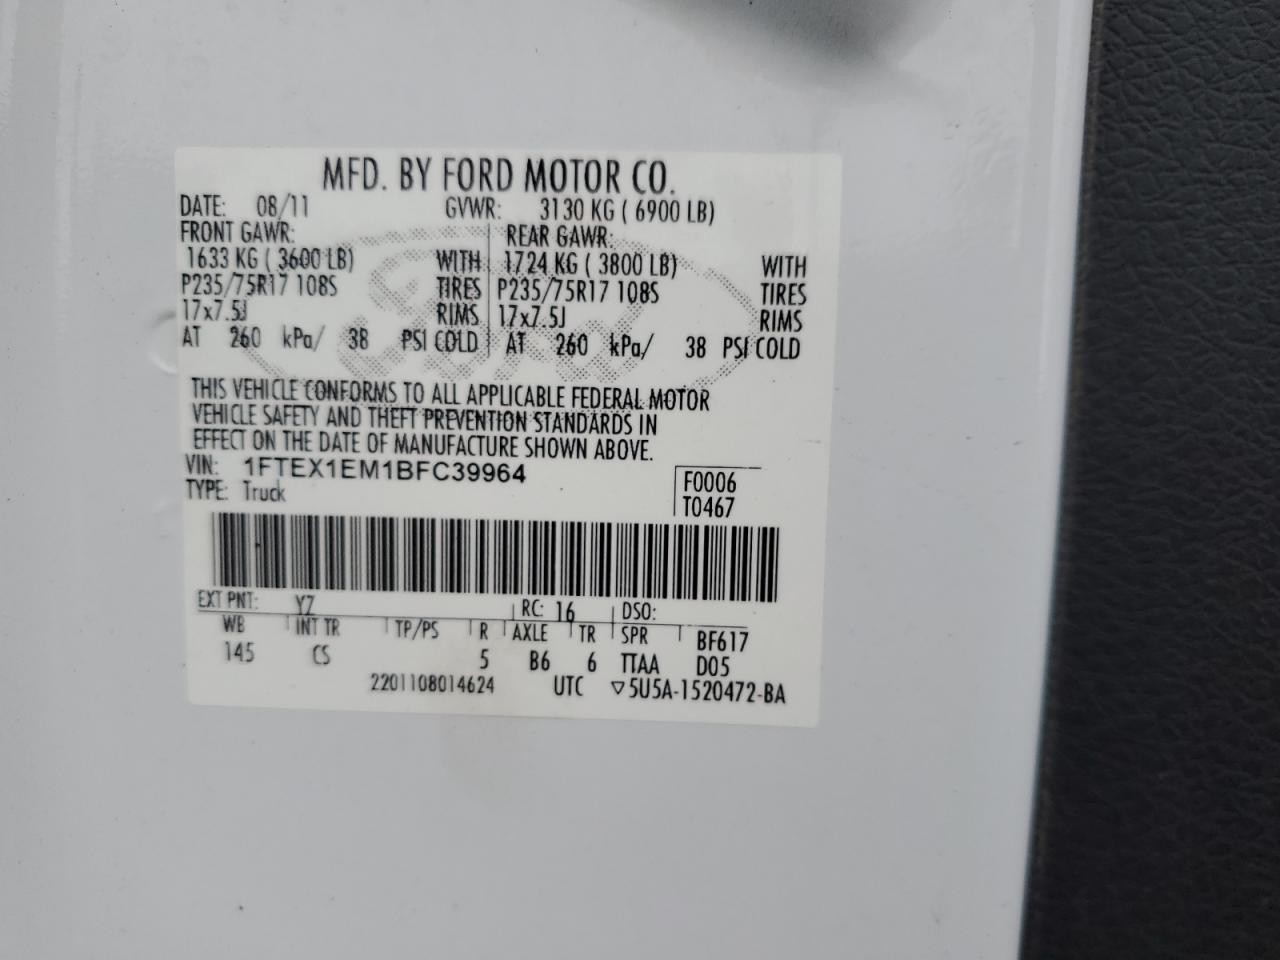 MFD. BY FORD MOTOR CO.
DATE: 08/11 GVWR: 3130 KG ( 6900 LB)
FRONT GAWR: REAR GAWR:
1633 KG ( 3600 LB) WITH 1724 KG ( 3800 LB) WITH
P235/75R17 108S TIRES P235/75R17 108S TIRES
17x7.5J RIMS 17x7.5J RIMS
AT 260 kPa/ 38 PSI COLD AT 260 kPa/ 38 PSI COLD
THIS VEHICLE CONFORMS TO ALL APPLICABLE FEDERAL MOTOR
VEHICLE SAFETY AND THEFT PREVENTION STANDARDS IN
EFFECT ON THE DATE OF MANUFACTURE SHOWN ABOVE.
VIN: 1FTEX1EM1BFC39964
TYPE: Truck
F0006
T0467
EXT PNT: YZ RC: 16 DSO:
WB INT TR TP/PS R AXLE TR SPR BF617
145 CS 5 B6 6 TTAA D05
2201108014624 UTC ▽5U5A-1520472-BA
Ford